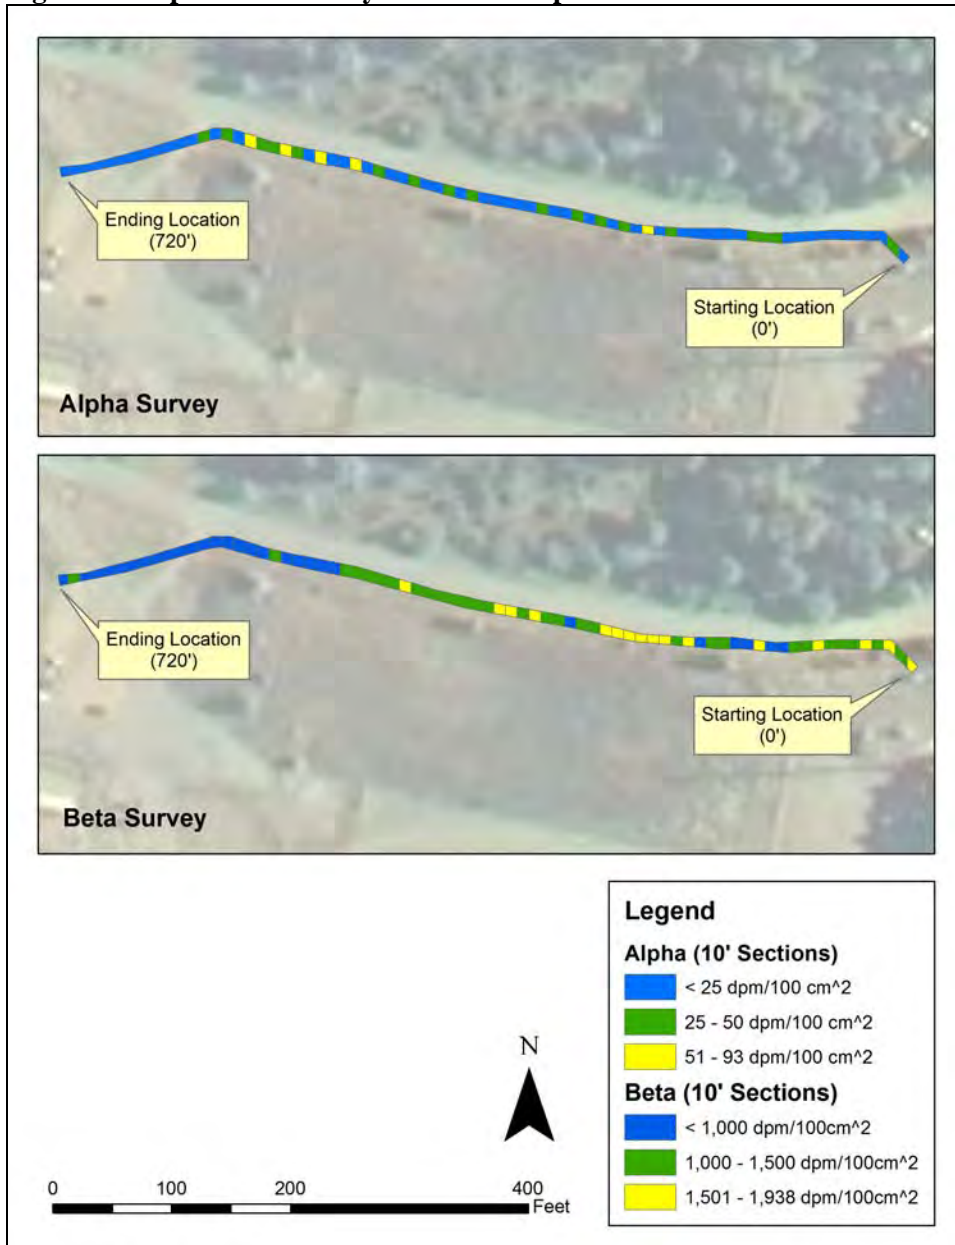 Ending Location
(720')
Starting Location
(0')
Alpha Survey
Ending Location
(720')
Starting Location
(0')
Beta Survey
Legend
Alpha (10' Sections)
< 25 dpm/100 cm^2
25 - 50 dpm/100 cm^2
51 - 93 dpm/100 cm^2
Beta (10' Sections)
< 1,000 dpm/100cm^2
1,000 - 1,500 dpm/100cm^2
1,501 - 1,938 dpm/100cm^2
N
0 100 200 400
Feet